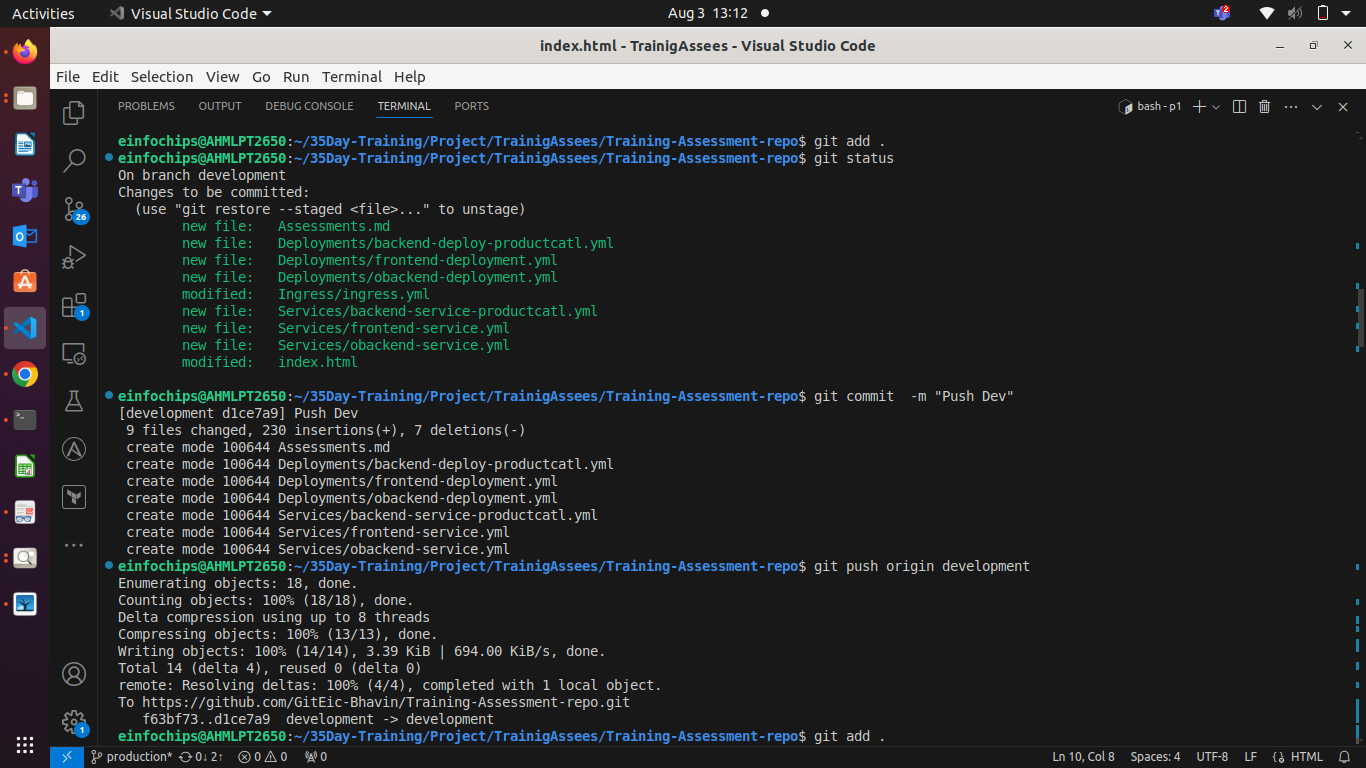 Activities
Visual Studio Code
Aug 3 13:12
2
index.html - TrainigAssees - Visual Studio Code
File Edit Selection View Go Run Terminal Help
PROBLEMS OUTPUT DEBUG CONSOLE TERMINAL PORTS
bash - p1
einfochips@AHMLPT2650:~/35Day-Training/Project/TrainigAssees/Training-Assessment-repo$ git add .
einfochips@AHMLPT2650:~/35Day-Training/Project/TrainigAssees/Training-Assessment-repo$ git status
On branch development
Changes to be committed:
(use "git restore --staged <file>..." to unstage)
new file: Assessments.md
new file: Deployments/backend-deploy-productcatl.yml
new file: Deployments/frontend-deployment.yml
new file: Deployments/obackend-deployment.yml
modified: Ingress/ingress.yml
new file: Services/backend-service-productcatl.yml
new file: Services/frontend-service.yml
new file: Services/obackend-service.yml
modified: index.html
einfochips@AHMLPT2650:~/35Day-Training/Project/TrainigAssees/Training-Assessment-repo$ git commit  -m "Push Dev"
[development d1ce7a9] Push Dev
9 files changed, 230 insertions(+), 7 deletions(-)
create mode 100644 Assessments.md
create mode 100644 Deployments/backend-deploy-productcatl.yml
create mode 100644 Deployments/frontend-deployment.yml
create mode 100644 Deployments/obackend-deployment.yml
create mode 100644 Services/backend-service-productcatl.yml
create mode 100644 Services/frontend-service.yml
create mode 100644 Services/obackend-service.yml
einfochips@AHMLPT2650:~/35Day-Training/Project/TrainigAssees/Training-Assessment-repo$ git push origin development
Enumerating objects: 18, done.
Counting objects: 100% (18/18), done.
Delta compression using up to 8 threads
Compressing objects: 100% (13/13), done.
Writing objects: 100% (14/14), 3.39 KiB | 694.00 KiB/s, done.
Total 14 (delta 4), reused 0 (delta 0)
remote: Resolving deltas: 100% (4/4), completed with 1 local object.
To https://github.com/GitEic-Bhavin/Training-Assessment-repo.git
f63bf73..d1ce7a9  development -> development
einfochips@AHMLPT2650:~/35Day-Training/Project/TrainigAssees/Training-Assessment-repo$ git add .
26
1
1
production* 0↓ 2↑ 0 0 0
Ln 10, Col 8 Spaces: 4 UTF-8 LF HTML